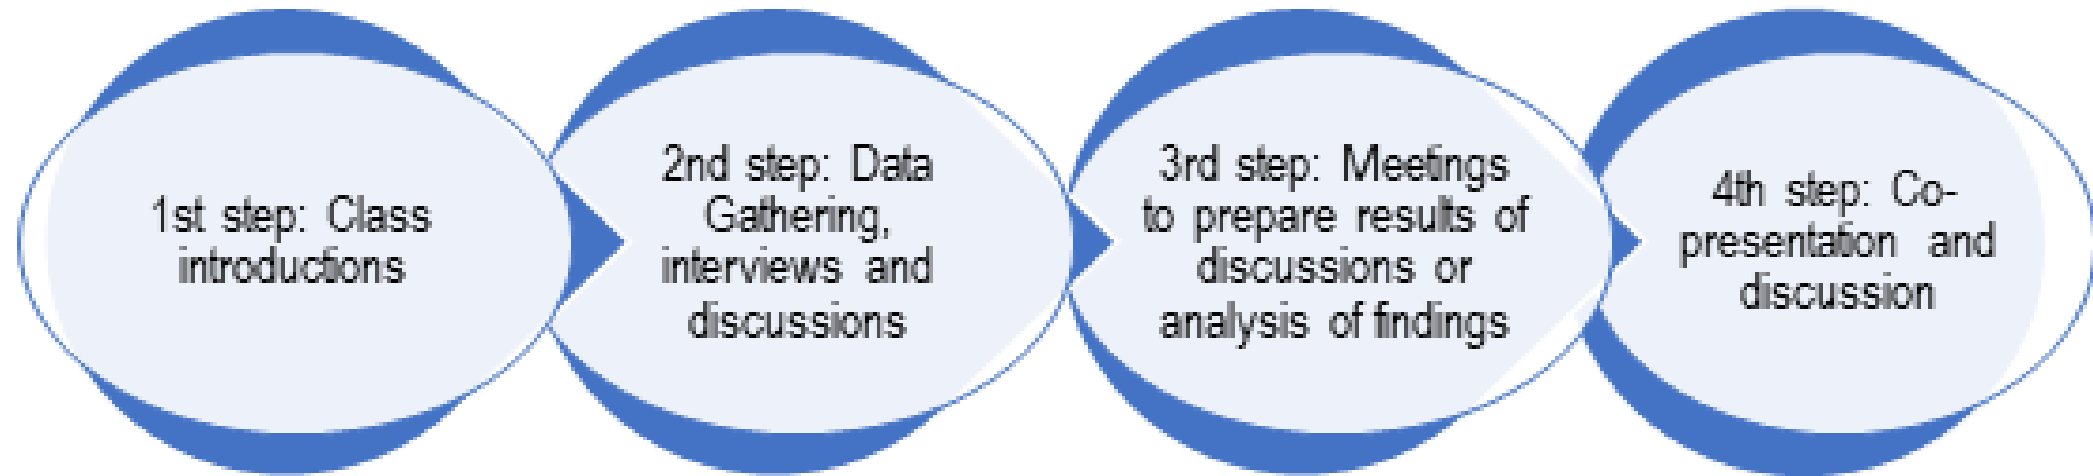 1st step: Class
introductions
2nd step: Data
Gathering,
interviews and
discussions
3rd step: Meetings
to prepare results of
discussions or
analysis of findings
4th step: Co-
presentation and
discussion